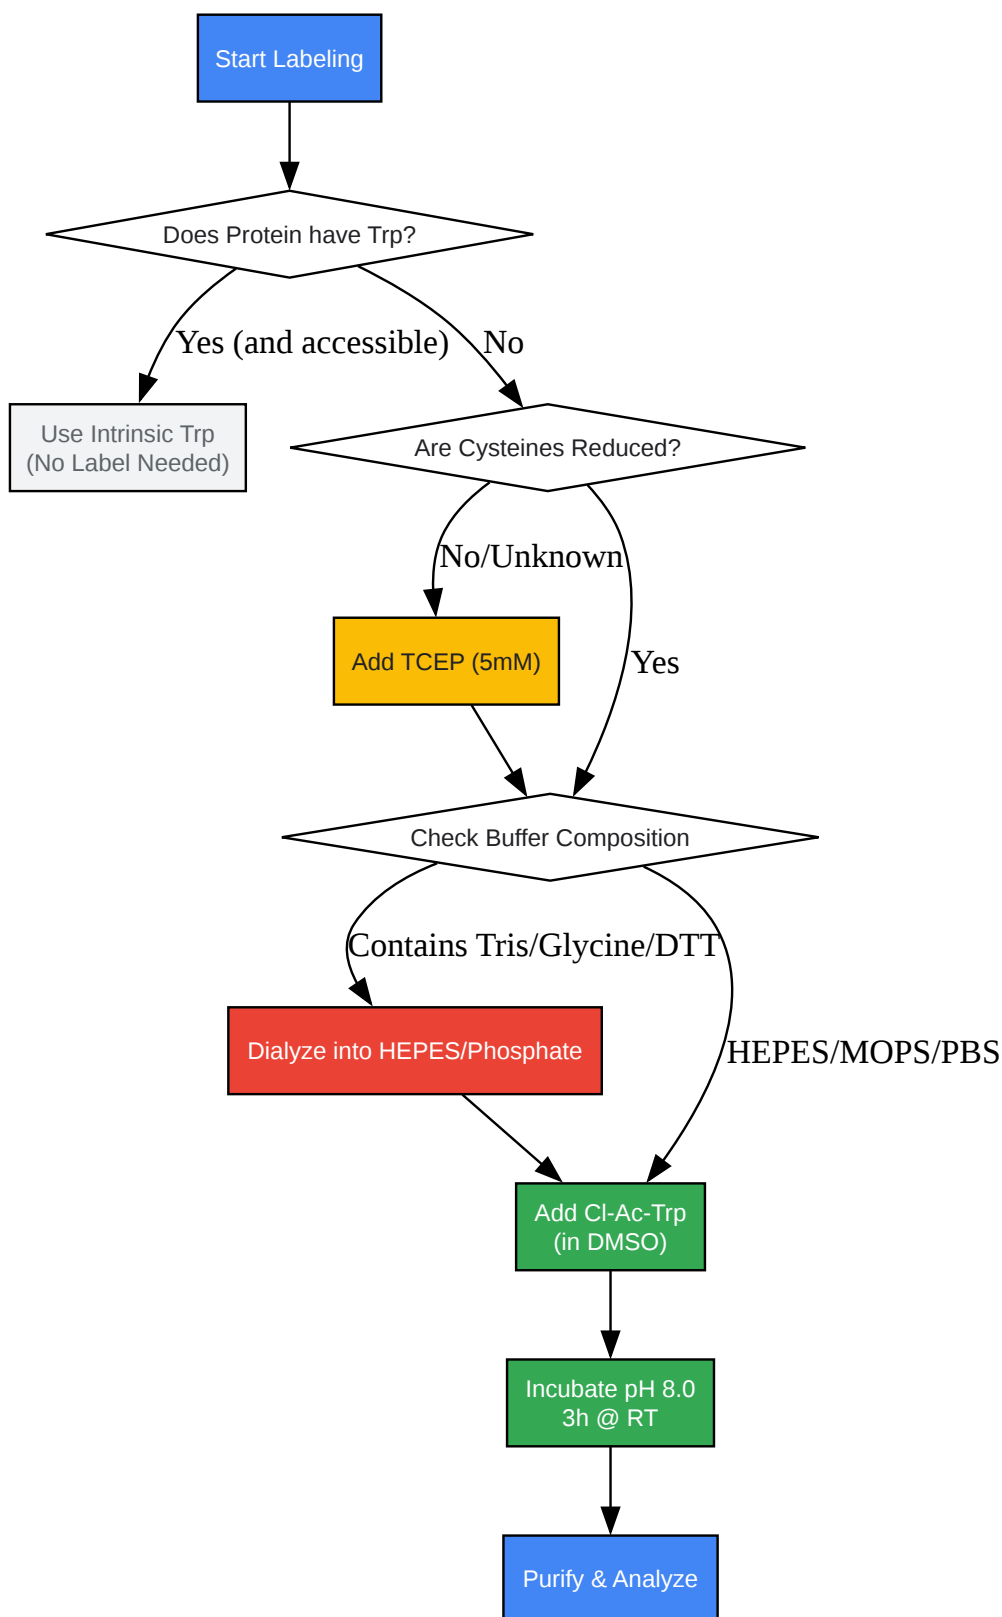 Start Labeling
Does Protein have Trp?
Yes (and accessible)
No
Use Intrinsic Trp
(No Label Needed)
Are Cysteines Reduced?
No/Unknown
Add TCEP (5mM)
Yes
Check Buffer Composition
Contains Tris/Glycine/DTT
Dialyze into HEPES/Phosphate
HEPES/MOPS/PBS
Add Cl-Ac-Trp
(in DMSO)
Incubate pH 8.0
3h @ RT
Purify & Analyze